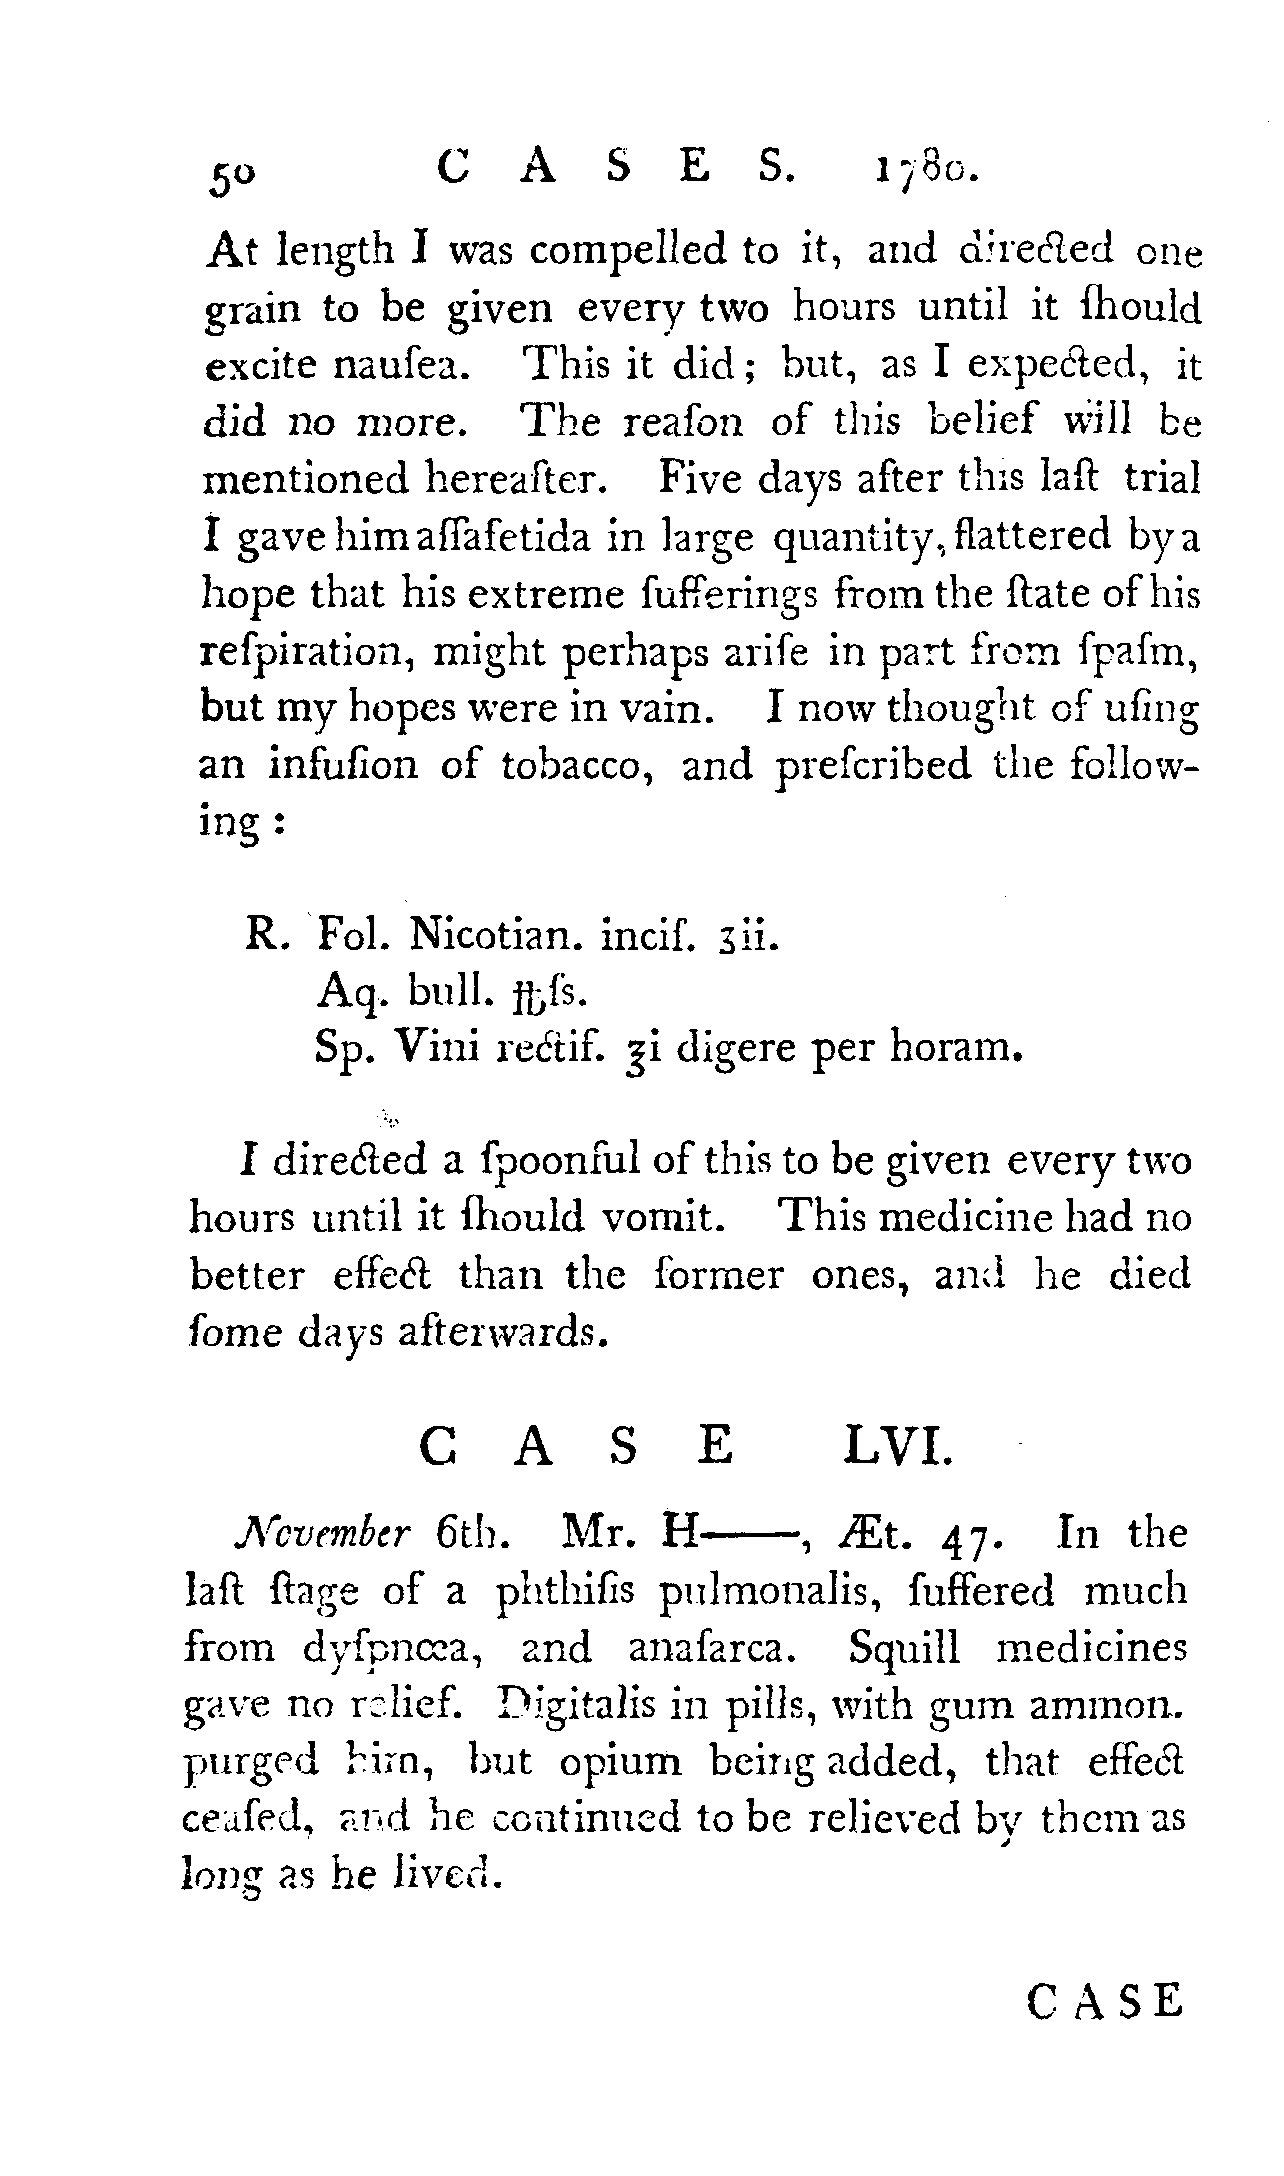 50 C A S E S. 1780.
At length I was compelled to it, and directed one
grain to be given every two hours until it ſhould
excite nauſea. This it did; but, as I expected, it
did no more. The reaſon of this belief will be
mentioned hereafter. Five days after this laſt trial
I gave him aſſafetida in large quantity, flattered by a
hope that his extreme ſufferings from the ſtate of his
reſpiration, might perhaps ariſe in part from ſpaſm,
but my hopes were in vain. I now thought of uſing
an infuſion of tobacco, and preſcribed the follow-
ing:
R. Fol. Nicotian. inciſ. ʒii.
Aq. bull. ℔ſs.
Sp. Vini rectif. ℥i digere per horam.
I directed a ſpoonful of this to be given every two
hours until it ſhould vomit. This medicine had no
better effect than the former ones, and he died
ſome days afterwards.
C A S E LVI.
November 6th. Mr. H——, Æt. 47. In the
laſt ſtage of a phthiſis pulmonalis, ſuffered much
from dyſpnœa, and anaſarca. Squill medicines
gave no relief. Digitalis in pills, with gum ammon.
purged him, but opium being added, that effect
ceaſed, and he continued to be relieved by them as
long as he lived.
C A S E